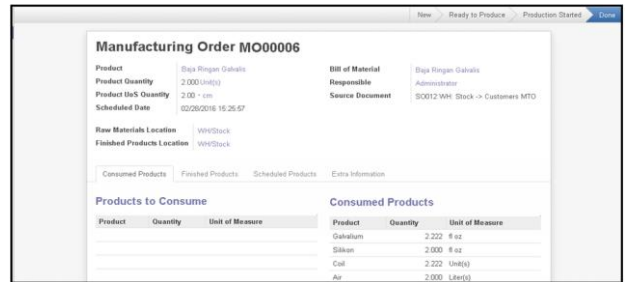 New Ready to Produce Production Started Done
Manufacturing Order MO00006
Product Baja Ringan Galvalis Bill of Material Baja Ringan Galvalis
Product Quantity 2.000 Unit(s) Responsible Administrator
Product UoS Quantity 2.00 - cm Source Document SO012:WH: Stock -> Customers MTO
Scheduled Date 02/28/2016 15:25:57
Raw Materials Location WH/Stock
Finished Products Location WH/Stock
Consumed Products Finished Products Scheduled Products Extra Information
Products to Consume Consumed Products
Product Quantity Unit of Measure Product Quantity Unit of Measure
Galvalium 2.222 fl oz
Silikon 2.000 fl oz
Coil 2.222 Unit(s)
Air 2.000 Liter(s)